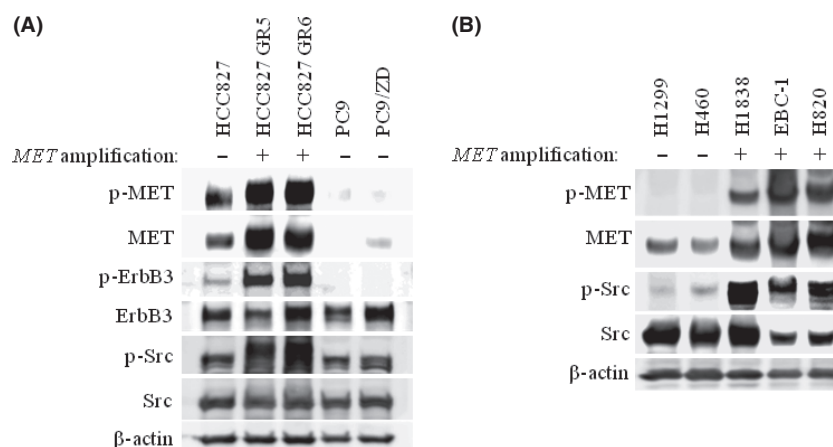 (A)
HCC827
HCC827 GR5
HCC827 GR6
PC9
PC9/ZD
MET amplification: – + + – –
p-MET
MET
p-ErbB3
ErbB3
p-Src
Src
β-actin
(B)
H1299
H460
H1838
EBC-1
H820
MET amplification: – – + + +
p-MET
MET
p-Src
Src
β-actin